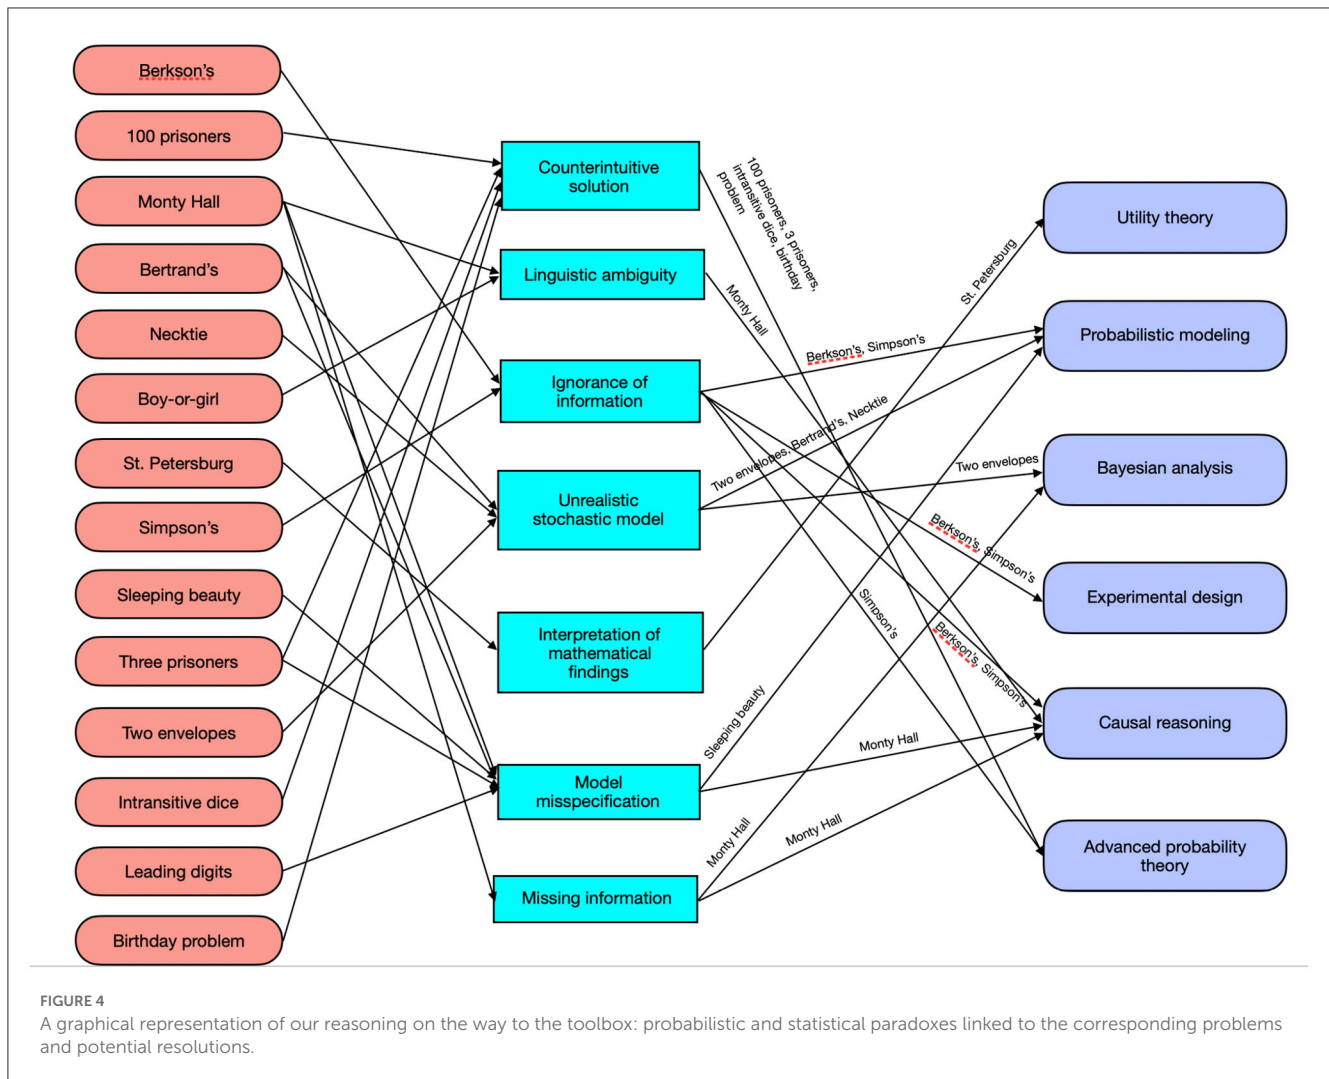 Berkson's
100 prisoners
Monty Hall
Bertrand's
Necktie
Boy-or-girl
St. Petersburg
Simpson's
Sleeping beauty
Three prisoners
Two envelopes
Intransitive dice
Leading digits
Birthday problem
Counterintuitive
solution
Linguistic ambiguity
Ignorance of
information
Unrealistic
stochastic model
Interpretation of
mathematical
findings
Model
misspecification
Missing information
100 prisoners, 3 prisoners,
intransitive dice, birthday
problem
Monty Hall
Berkson's, Simpson's
Two envelopes, Bertrand's, Necktie
Two envelopes
St. Petersburg
Berkson's, Simpson's
Simpson's
Berkson's, Simpson's
Sleeping beauty
Monty Hall
Monty Hall
Monty Hall
Utility theory
Probabilistic modeling
Bayesian analysis
Experimental design
Causal reasoning
Advanced probability
theory
FIGURE 4
A graphical representation of our reasoning on the way to the toolbox: probabilistic and statistical paradoxes linked to the corresponding problems
and potential resolutions.